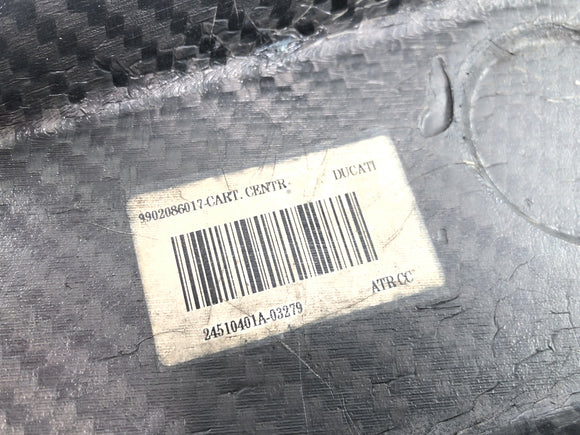 9902086017-CART. CENTR- DUCATI
24510401A-03279 ATR-CC